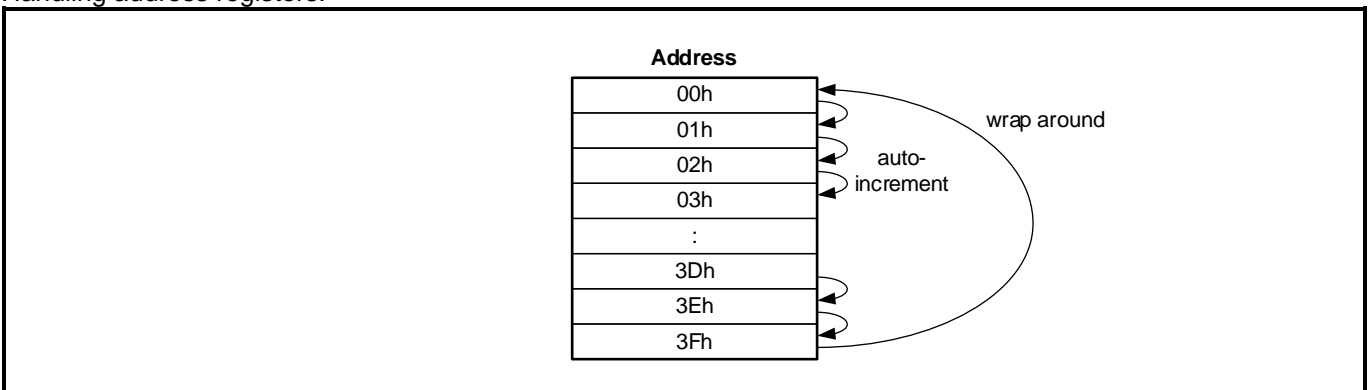 Handling address registers.
Address
00h
01h
02h
03h
:
3Dh
3Eh
3Fh
wrap around
auto-
increment